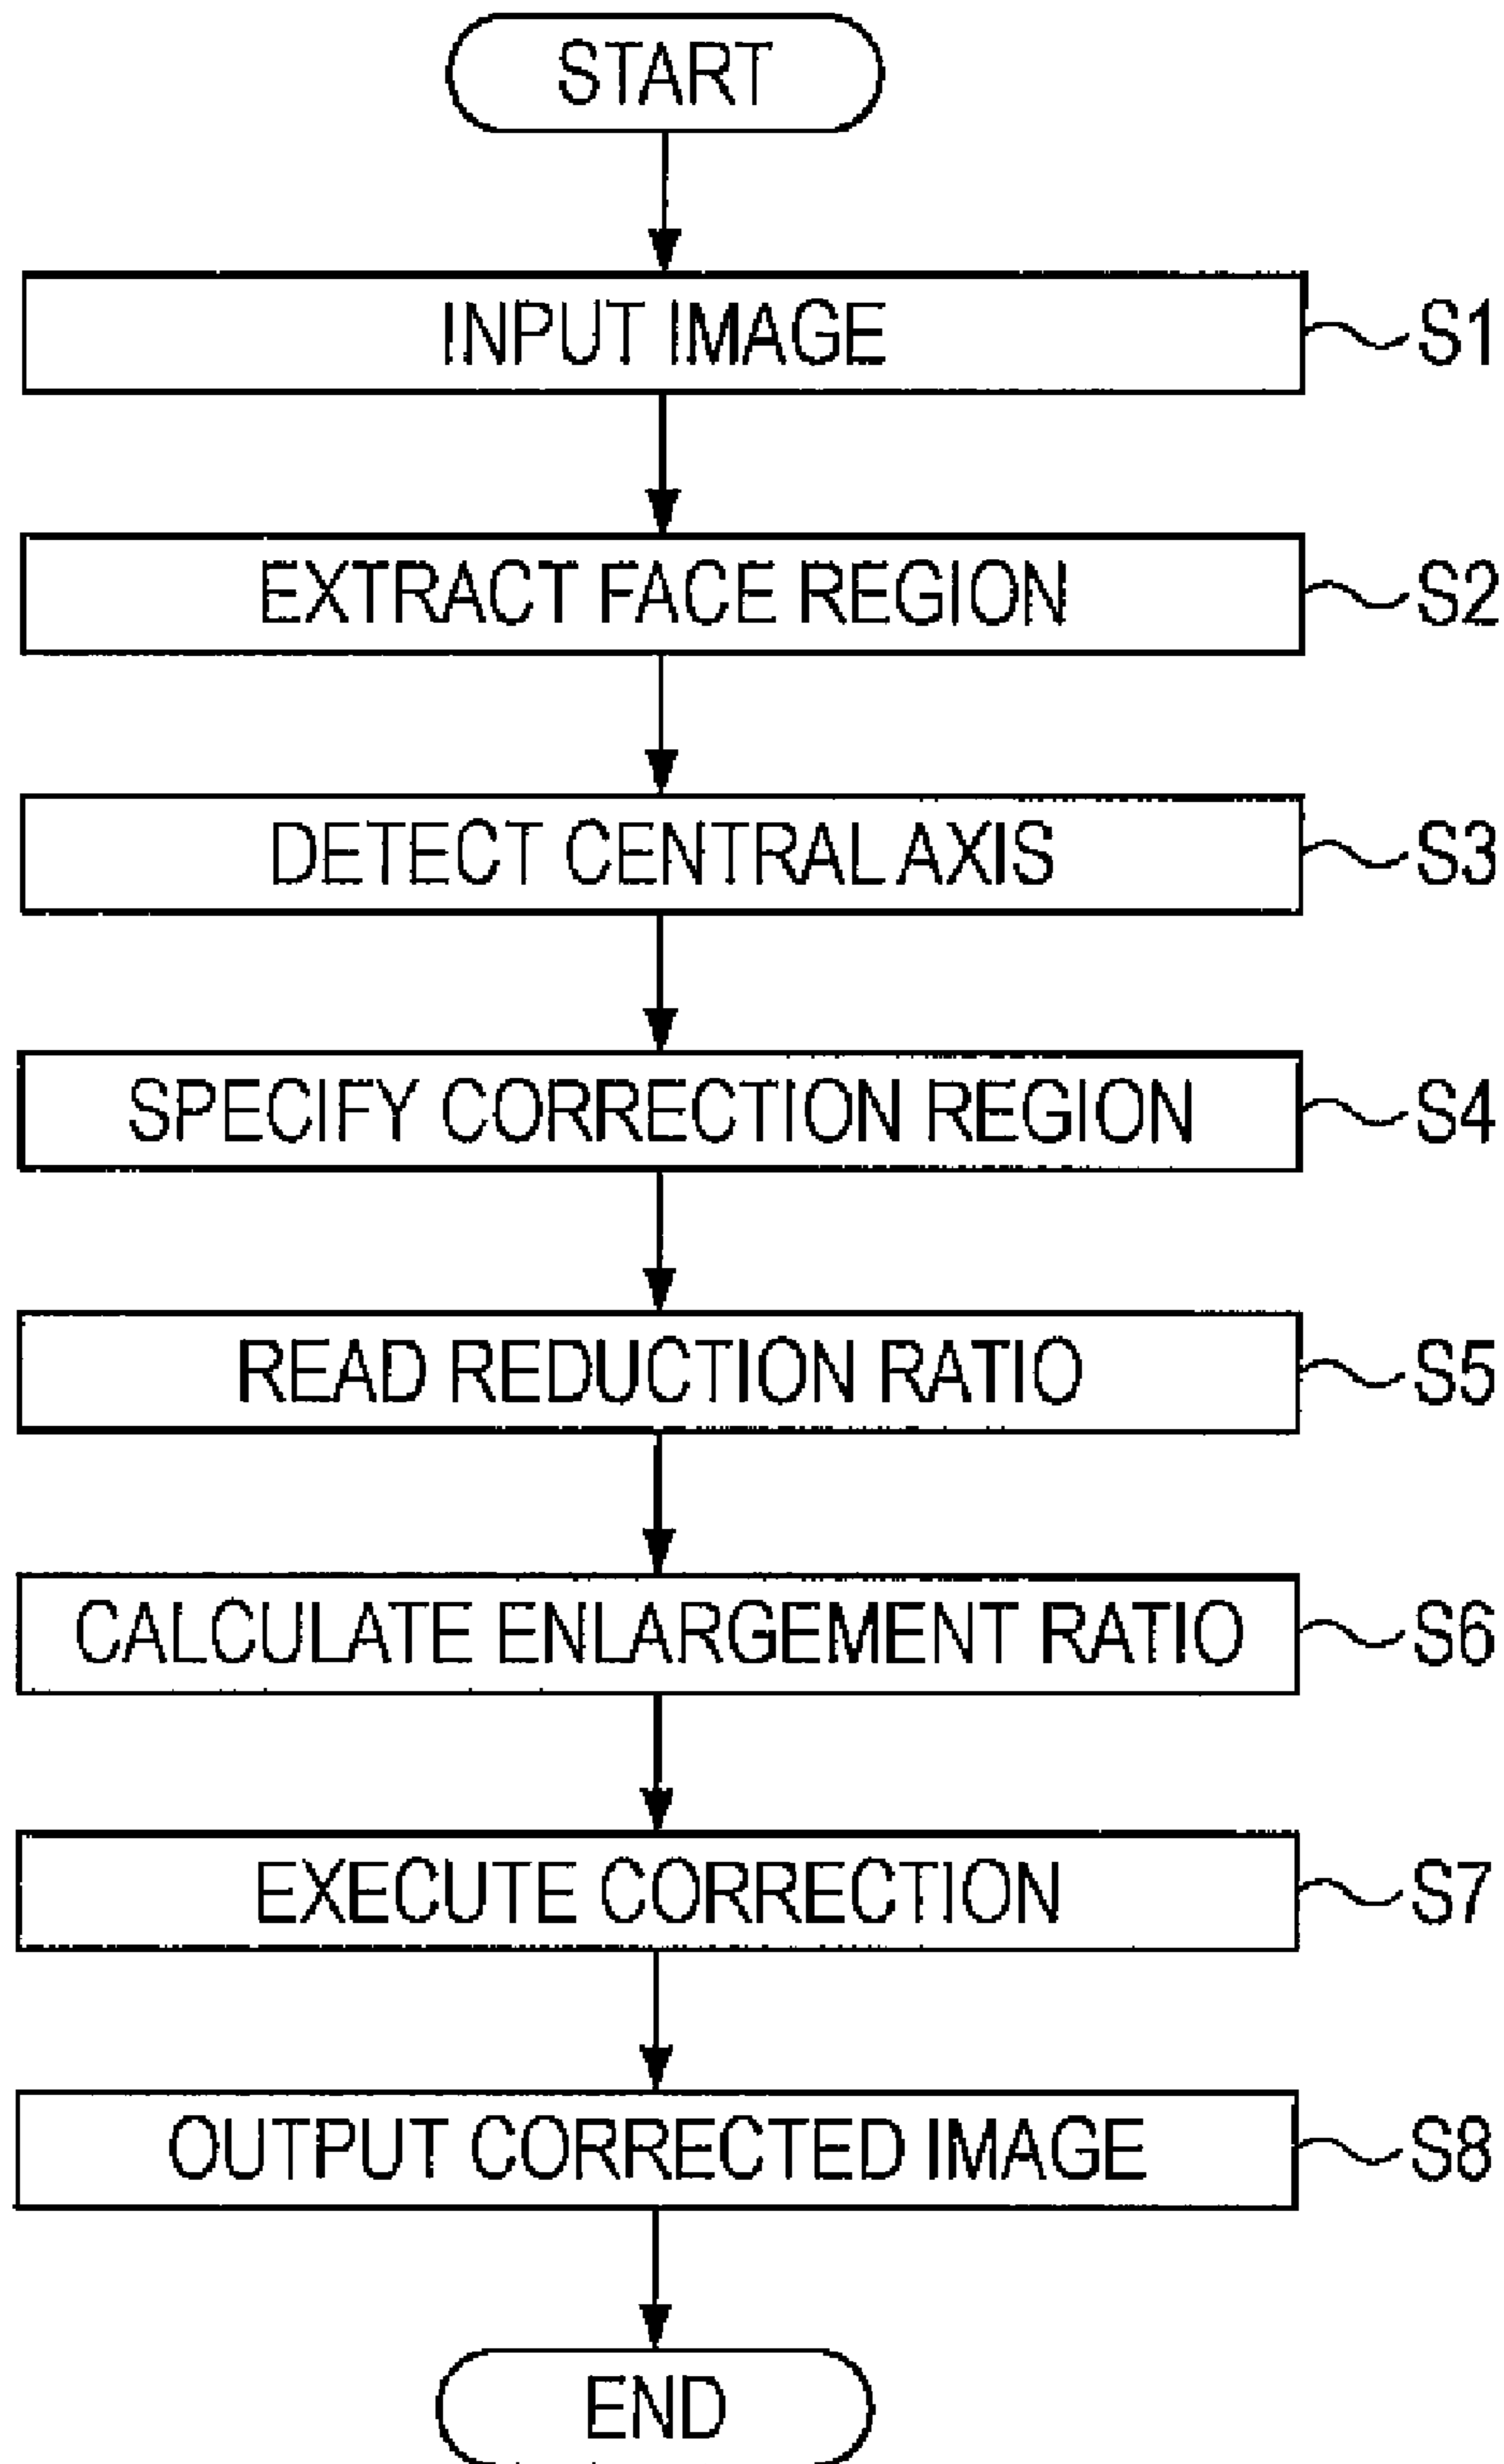 START
INPUT IMAGE S1
EXTRACT FACE REGION S2
DETECT CENTRAL AXIS S3
SPECIFY CORRECTION REGION S4
READ REDUCTION RATIO S5
CALCULATE ENLARGEMENT RATIO S6
EXECUTE CORRECTION S7
OUTPUT CORRECTED IMAGE S8
END